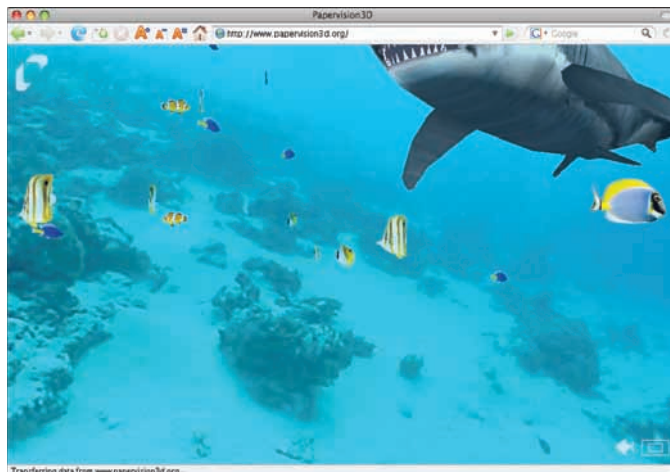 Papervision3D
A A A http://www.papervision3d.org/ Google
Transferring data from www.papervision3d.org...